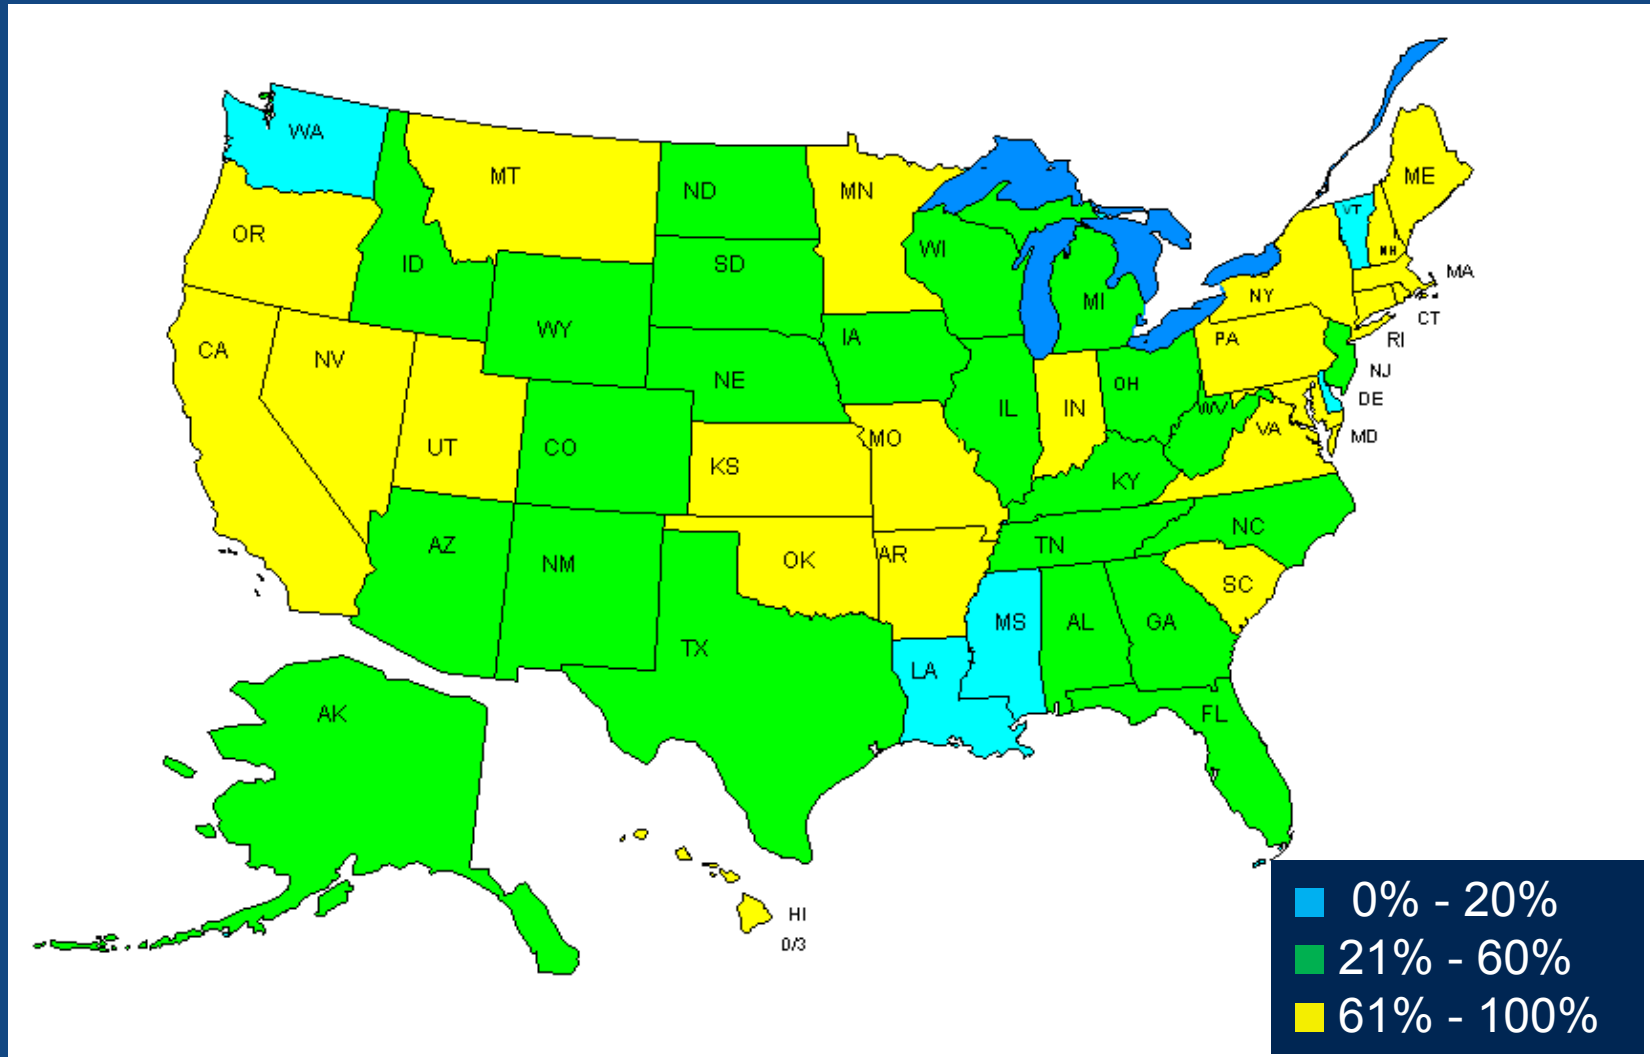 WA
MT
ND
MN
ME
VT
OR
ID
SD
WI
NH
MA
NY
MI
CT
WY
IA
PA
RI
CA
NV
NE
OH
NJ
DE
IL
IN
WV
VA
MD
UT
CO
KS
MO
KY
AZ
NM
OK
AR
TN
NC
SC
TX
MS
AL
GA
LA
AK
FL
HI
0/3
0% - 20%
21% - 60%
61% - 100%